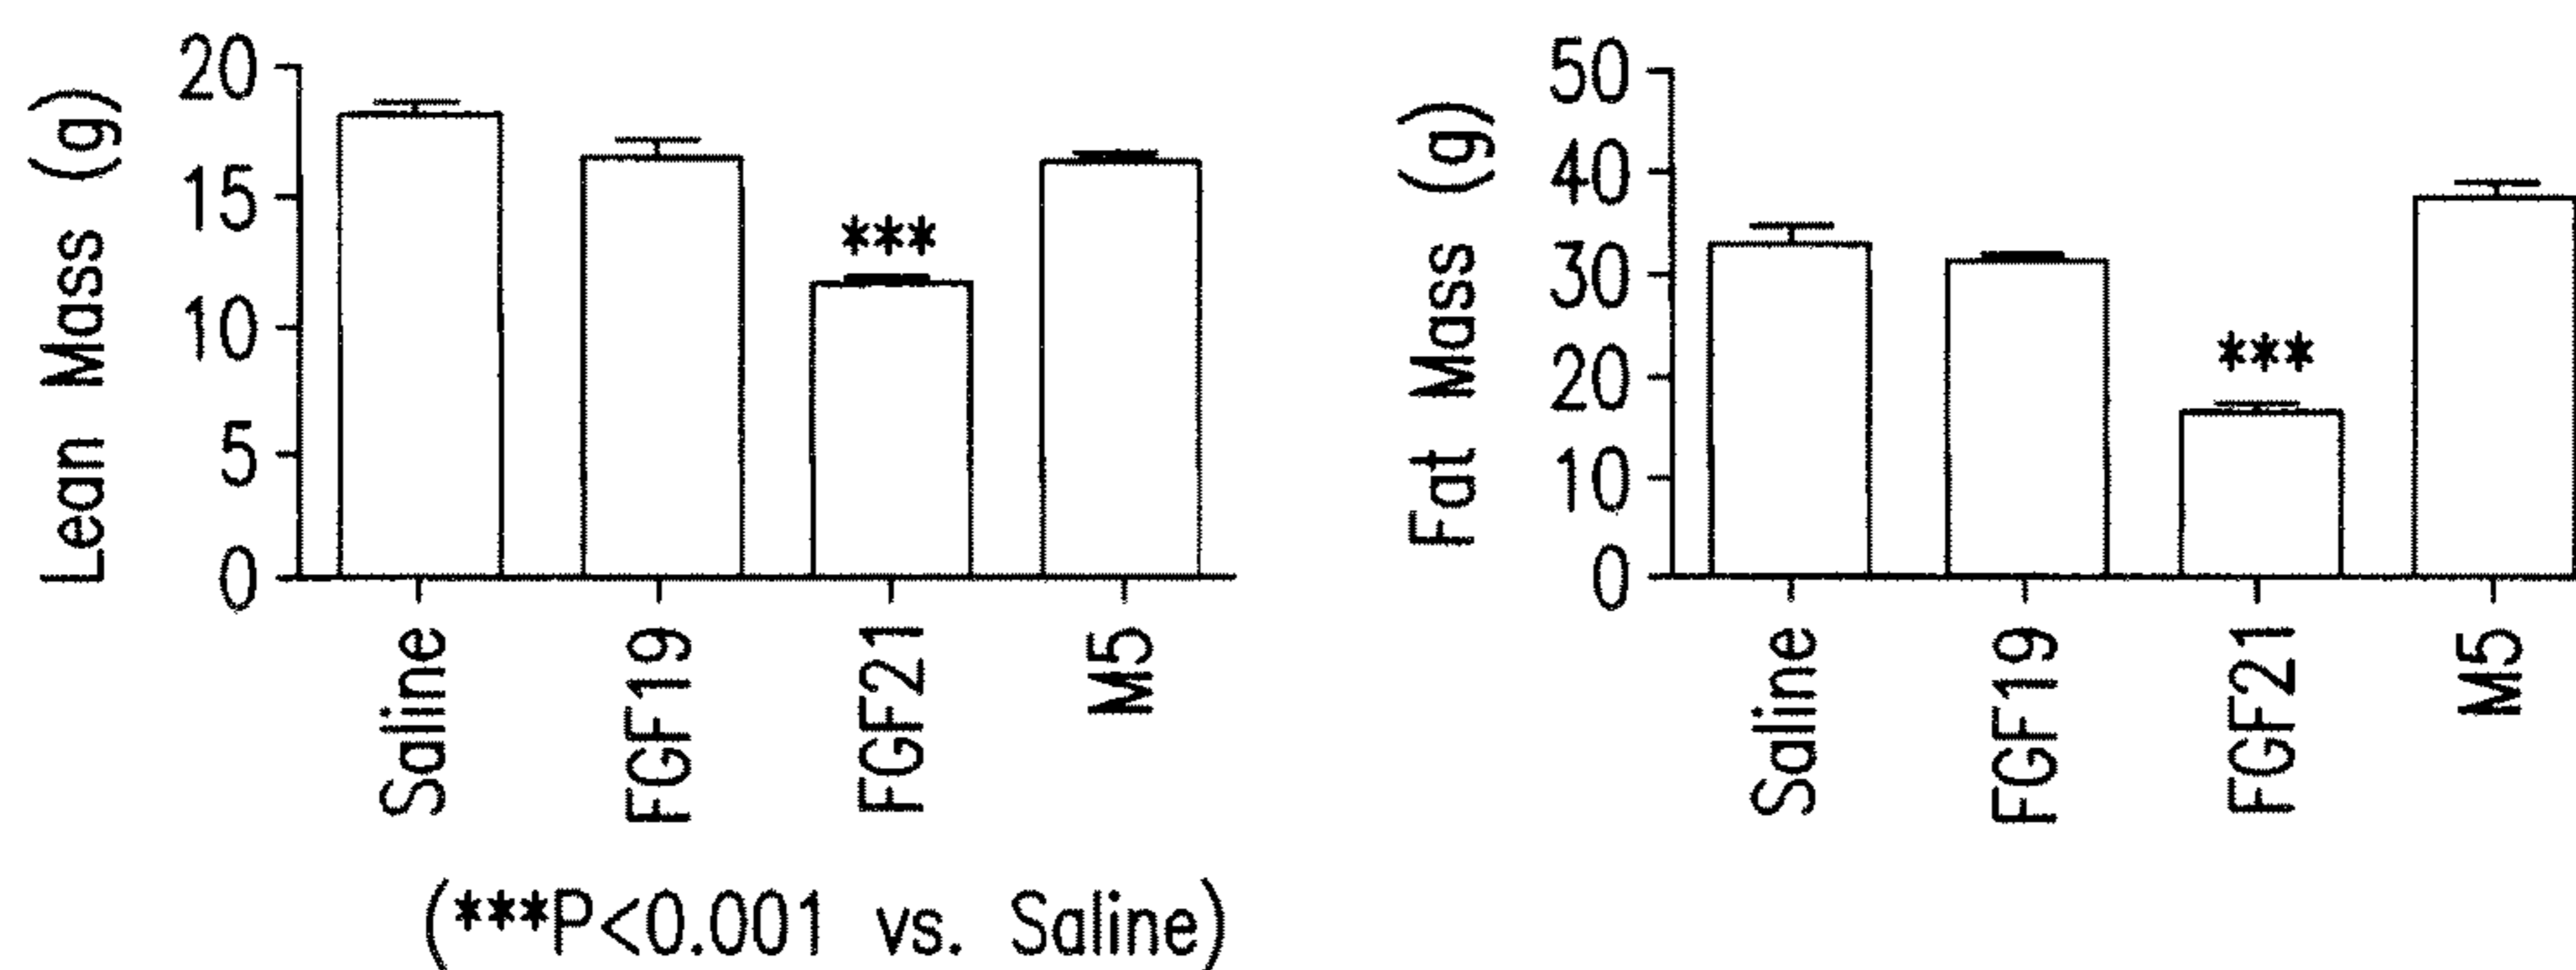 Lean Mass (g)
20
15
10
5
0
***
Saline
FGF19
FGF21
M5
Fat Mass (g)
50
40
30
20
10
0
***
Saline
FGF19
FGF21
M5
(***P<0.001 vs. Saline)